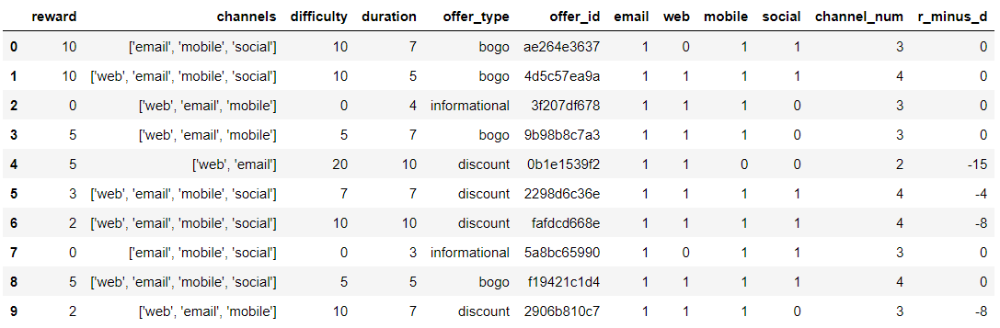 reward channels difficulty duration offer_type offer_id email web mobile social channel_num r_minus_d
0 10 ['email', 'mobile', 'social'] 10 7 bogo ae264e3637 1 0 1 1 3 0
1 10 ['web', 'email', 'mobile', 'social'] 10 5 bogo 4d5c57ea9a 1 1 1 1 4 0
2 0 ['web', 'email', 'mobile'] 0 4 informational 3f207df678 1 1 1 0 3 0
3 5 ['web', 'email', 'mobile'] 5 7 bogo 9b98b8c7a3 1 1 1 0 3 0
4 5 ['web', 'email'] 20 10 discount 0b1e1539f2 1 1 0 0 2 -15
5 3 ['web', 'email', 'mobile', 'social'] 7 7 discount 2298d6c36e 1 1 1 1 4 -4
6 2 ['web', 'email', 'mobile', 'social'] 10 10 discount fafdcd668e 1 1 1 1 4 -8
7 0 ['email', 'mobile', 'social'] 0 3 informational 5a8bc65990 1 0 1 1 3 0
8 5 ['web', 'email', 'mobile', 'social'] 5 5 bogo f19421c1d4 1 1 1 1 4 0
9 2 ['web', 'email', 'mobile'] 10 7 discount 2906b810c7 1 1 1 0 3 -8